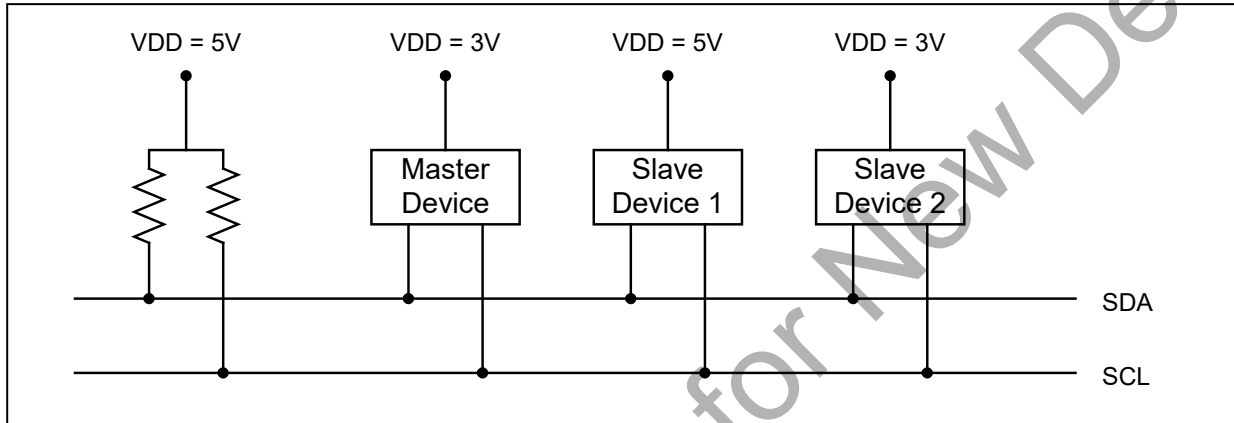 VDD = 5V
VDD = 3V
VDD = 5V
VDD = 3V
Master
Device
Slave
Device 1
Slave
Device 2
SDA
SCL
for New De